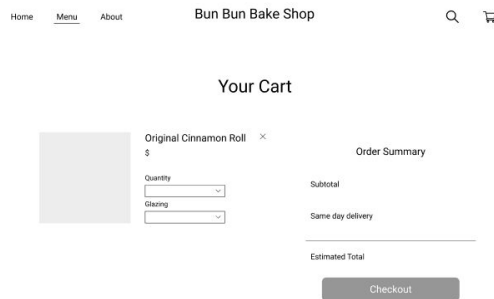 Home Menu About Bun Bun Bake Shop
Your Cart
Original Cinnamon Roll ×
$
Quantity
Glazing
Order Summary
Subtotal
Same day delivery
Estimated Total
Checkout